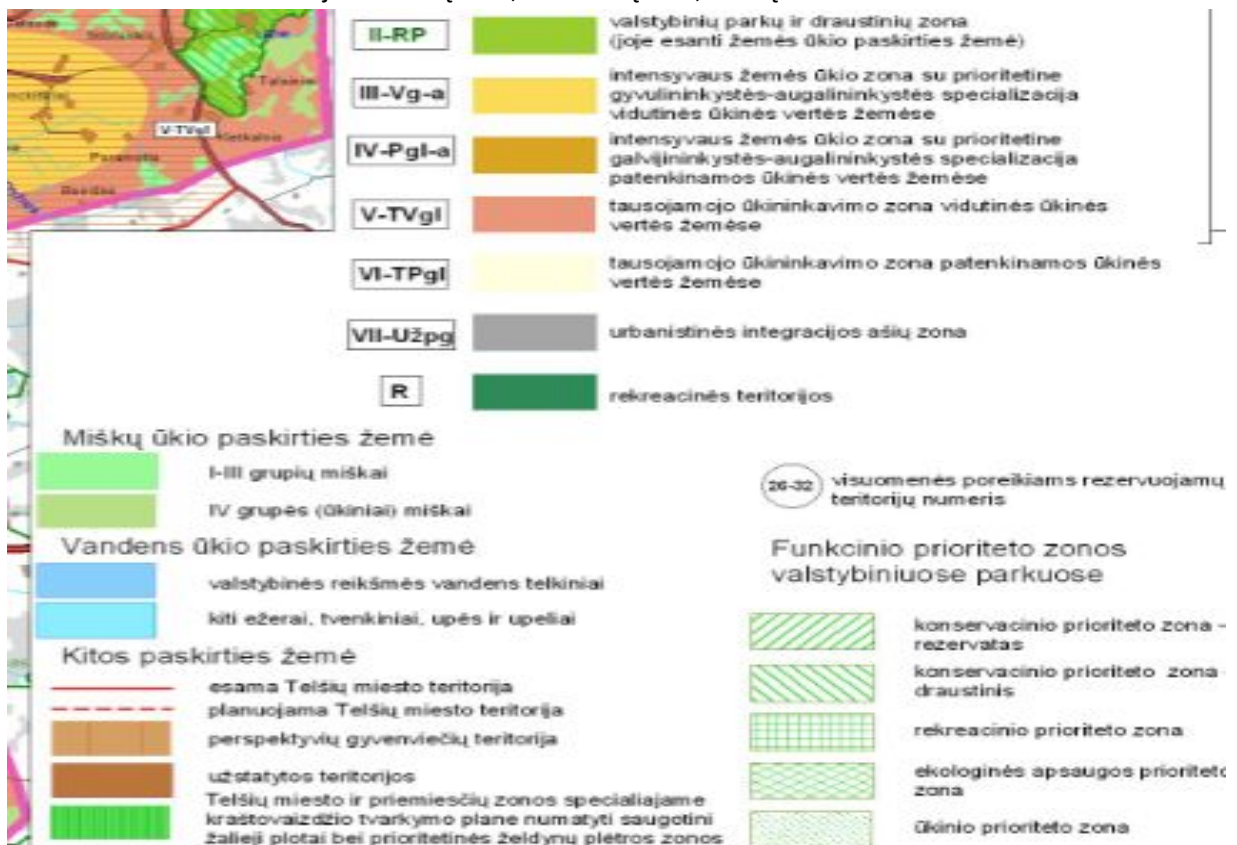 II-RP
valstybinių parkų ir draustinių zona
(joje esanti žemės ūkio paskirties žemė)
III-Vg-a
intensyvaus žemės ūkio zona su prioritetine
gyvulininkystės-augalininkystės specializacija
vidutinės ūkinės vertės žemėse
IV-Pgl-a
intensyvaus žemės ūkio zona su prioritetine
galvijininkystės-augalininkystės specializacija
patenkinamos ūkinės vertės žemėse
V-TVgl
tausojamojo ūkininkavimo zona vidutinės ūkinės
vertės žemėse
VI-TPgl
tausojamojo ūkininkavimo zona patenkinamos ūkinės
vertės žemėse
VII-Užpg
urbanistinės integracijos ašių zona
R
rekreacinės teritorijos
V-TVgl
Miškų ūkio paskirties žemė
I-III grupių miškai
IV grupės (ūkiniai) miškai
Vandens ūkio paskirties žemė
valstybinės reikšmės vandens telkiniai
kiti ežerai, tvenkiniai, upės ir upeliai
Kitos paskirties žemė
esama Telšių miesto teritorija
planuojama Telšių miesto teritorija
perspektyvių gyvenviečių teritorija
užstatytos teritorijos
Telšių miesto ir priemiesčių zonos specialiajame
kraštovaizdžio tvarkymo plane numatyti saugotini
žalieji plotai bei prioritetinės želdynų plėtros zonos
26-32
visuomenės poreikiams rezervuojamų
teritorijų numeris
Funkcinio prioriteto zonos
valstybiniuose parkuose
konservacinio prioriteto zona -
rezervatas
konservacinio prioriteto zona -
draustinis
rekreacinio prioriteto zona
ekologinės apsaugos prioriteto
zona
ūkinio prioriteto zona